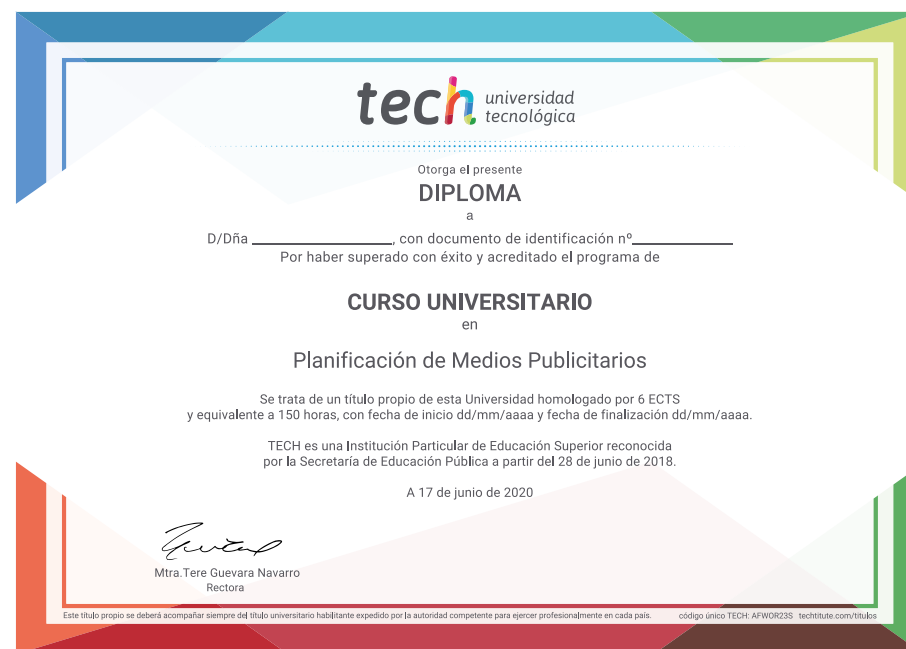 tech universidad
tecnológica
Otorga el presente
DIPLOMA
a
D/Dña ____________________, con documento de identificación nº______________
Por haber superado con éxito y acreditado el programa de
CURSO UNIVERSITARIO
en
Planificación de Medios Publicitarios
Se trata de un título propio de esta Universidad homologado por 6 ECTS
y equivalente a 150 horas, con fecha de inicio dd/mm/aaaa y fecha de finalización dd/mm/aaaa.
TECH es una Institución Particular de Educación Superior reconocida
por la Secretaría de Educación Pública a partir del 28 de junio de 2018.
A 17 de junio de 2020
Mtra.Tere Guevara Navarro
Rectora
Este título propio se deberá acompañar siempre del título universitario habilitante expedido por la autoridad competente para ejercer profesionalmente en cada país. código único TECH: AFWOR23S techtitute.com/titulos